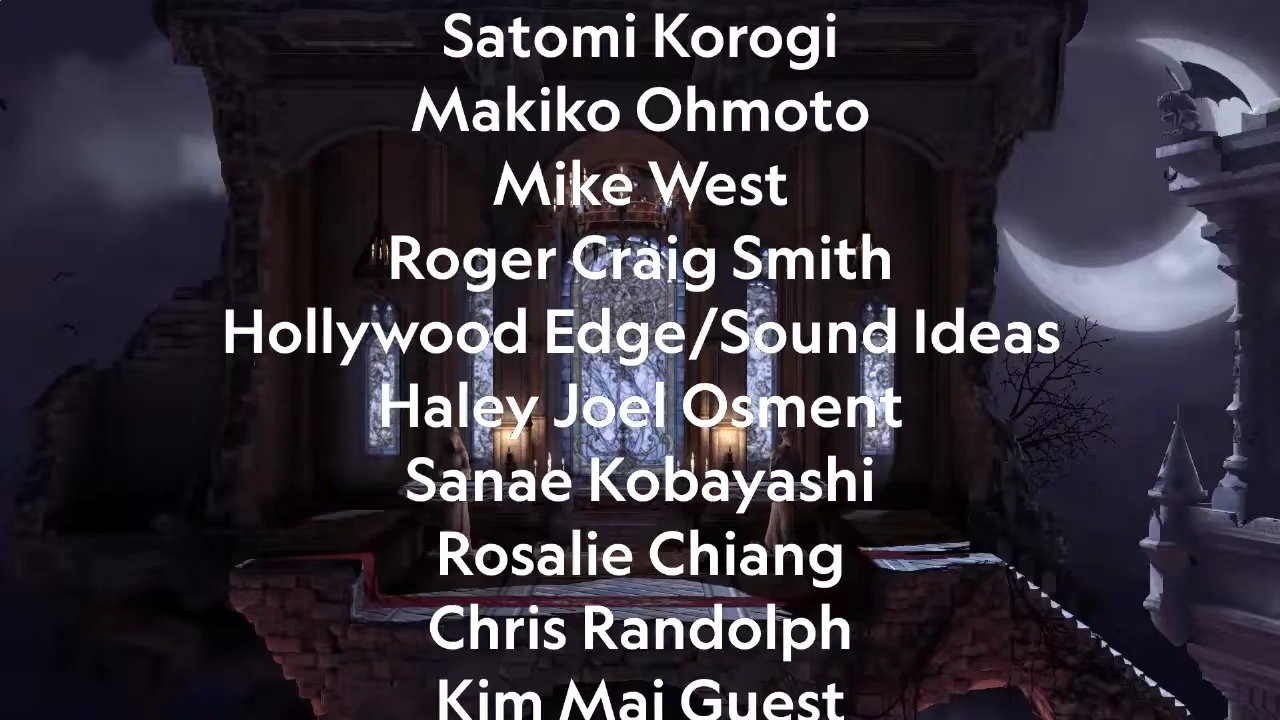 Satomi Korogi
Makiko Ohmoto
Mike West
Roger Craig Smith
Hollywood Edge/Sound Ideas
Haley Joel Osment
Sanae Kobayashi
Rosalie Chiang
Chris Randolph
Kim Mai Guest